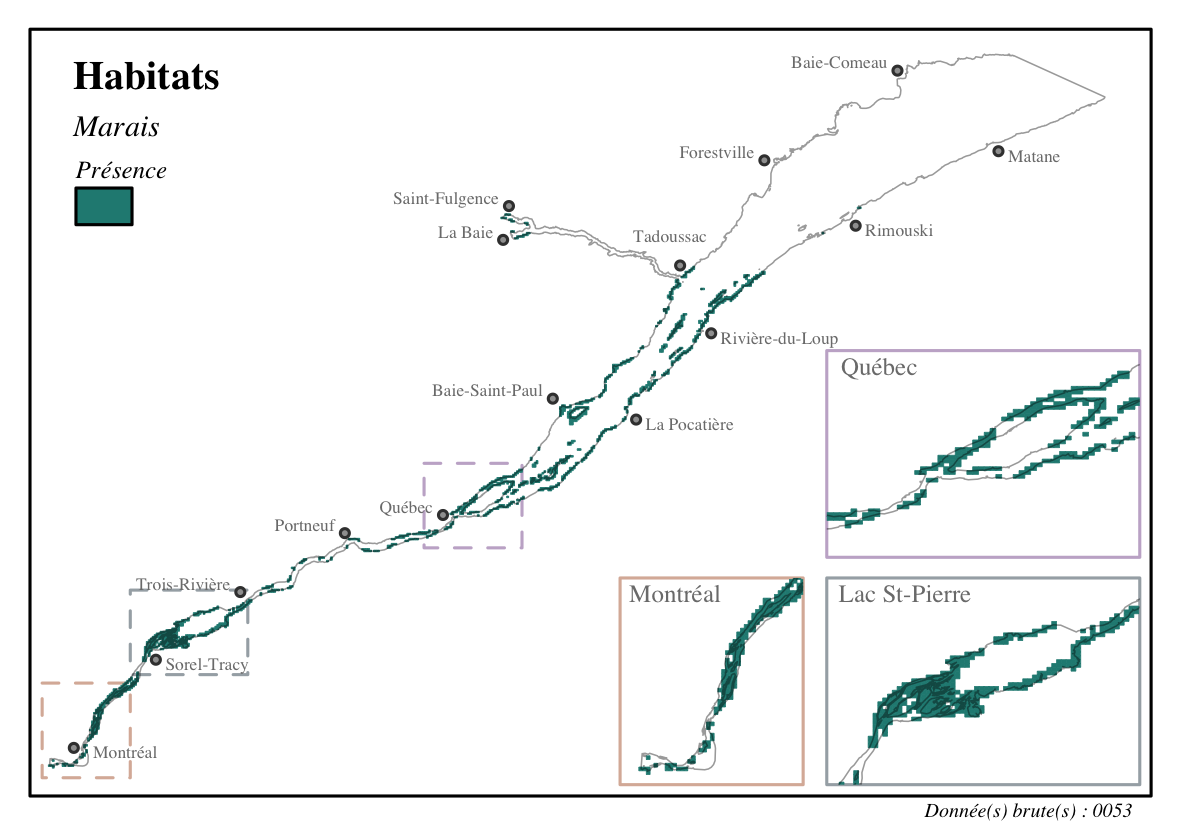 Habitats
Marais
Présence
Baie-Comeau
Forestville
Matane
Saint-Fulgence
La Baie
Tadoussac
Rimouski
Rivière-du-Loup
Baie-Saint-Paul
La Pocatière
Québec
Portneuf
Trois-Rivière
Sorel-Tracy
Montréal
Québec
Montréal
Lac St-Pierre
Donnée(s) brute(s) : 0053